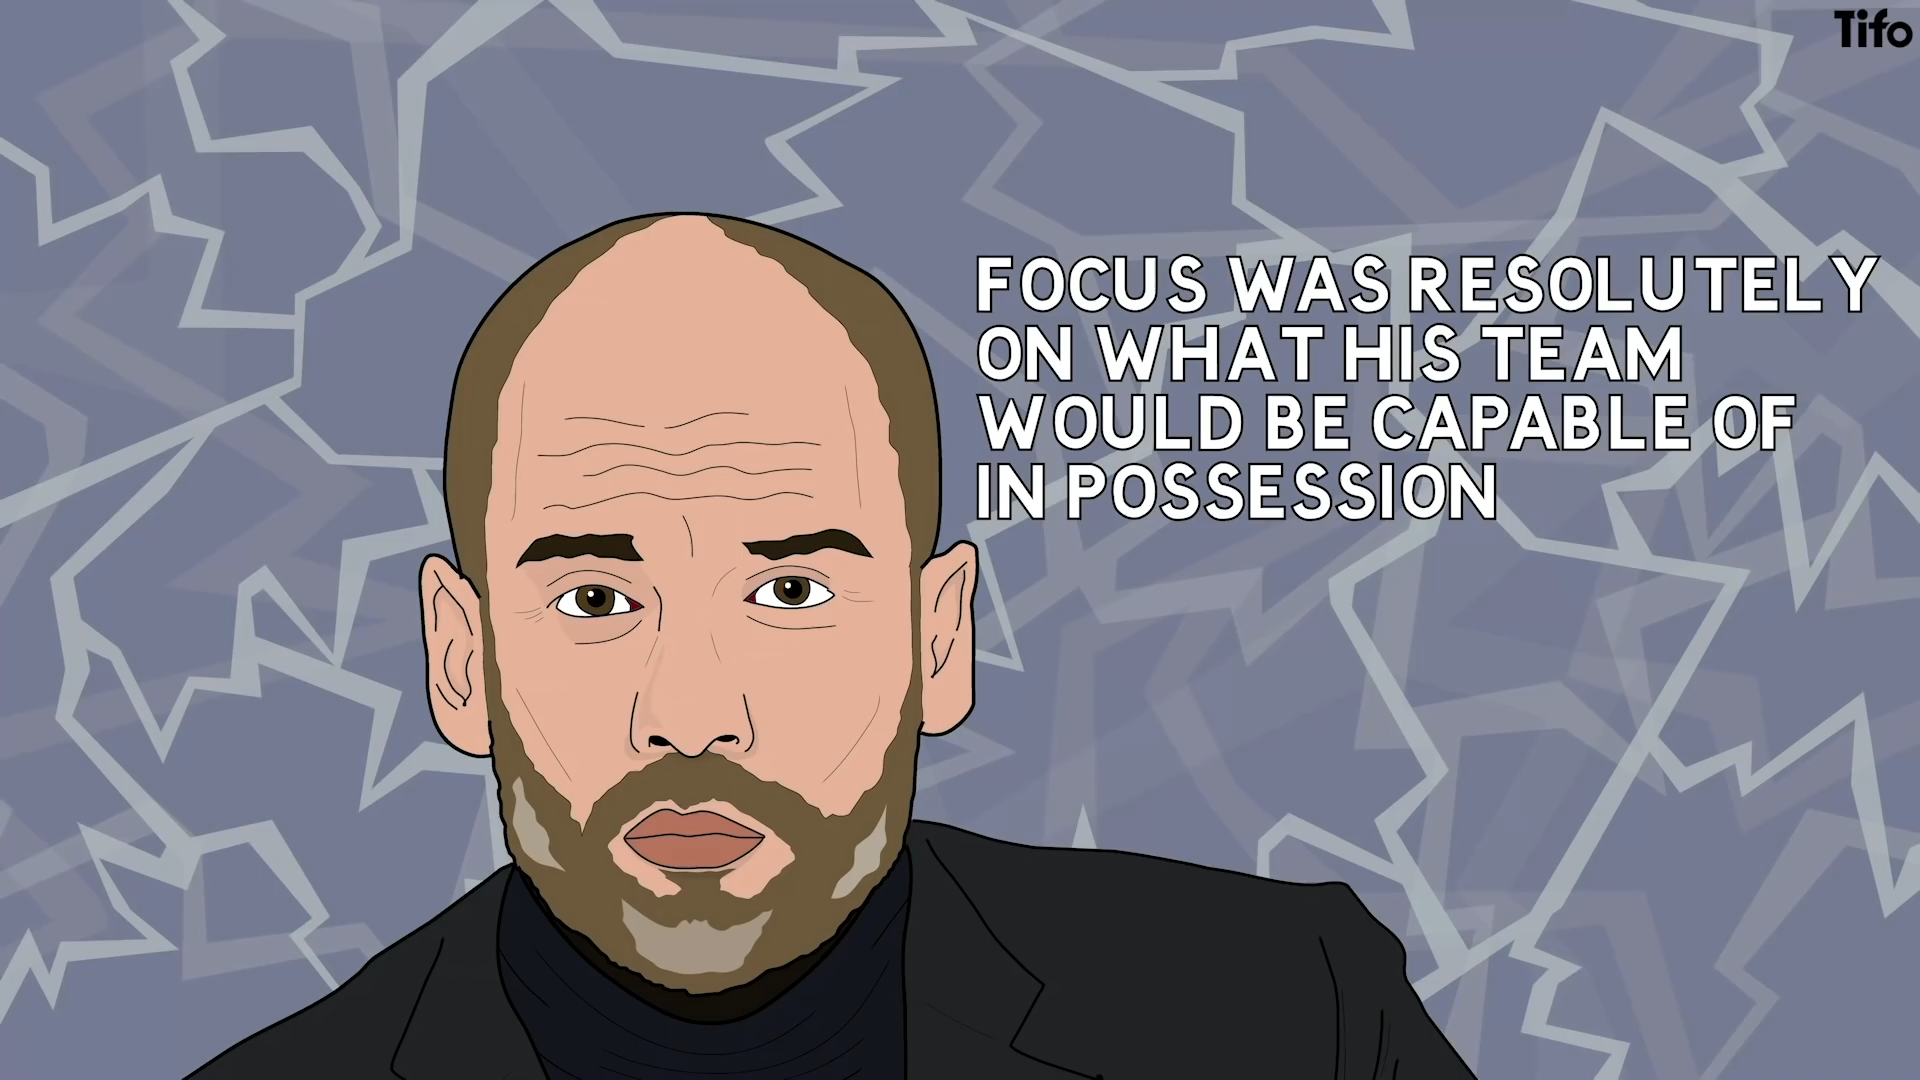 Tifo
FOCUS WAS RESOLUTELY
ON WHAT HIS TEAM
WOULD BE CAPABLE OF
IN POSSESSION